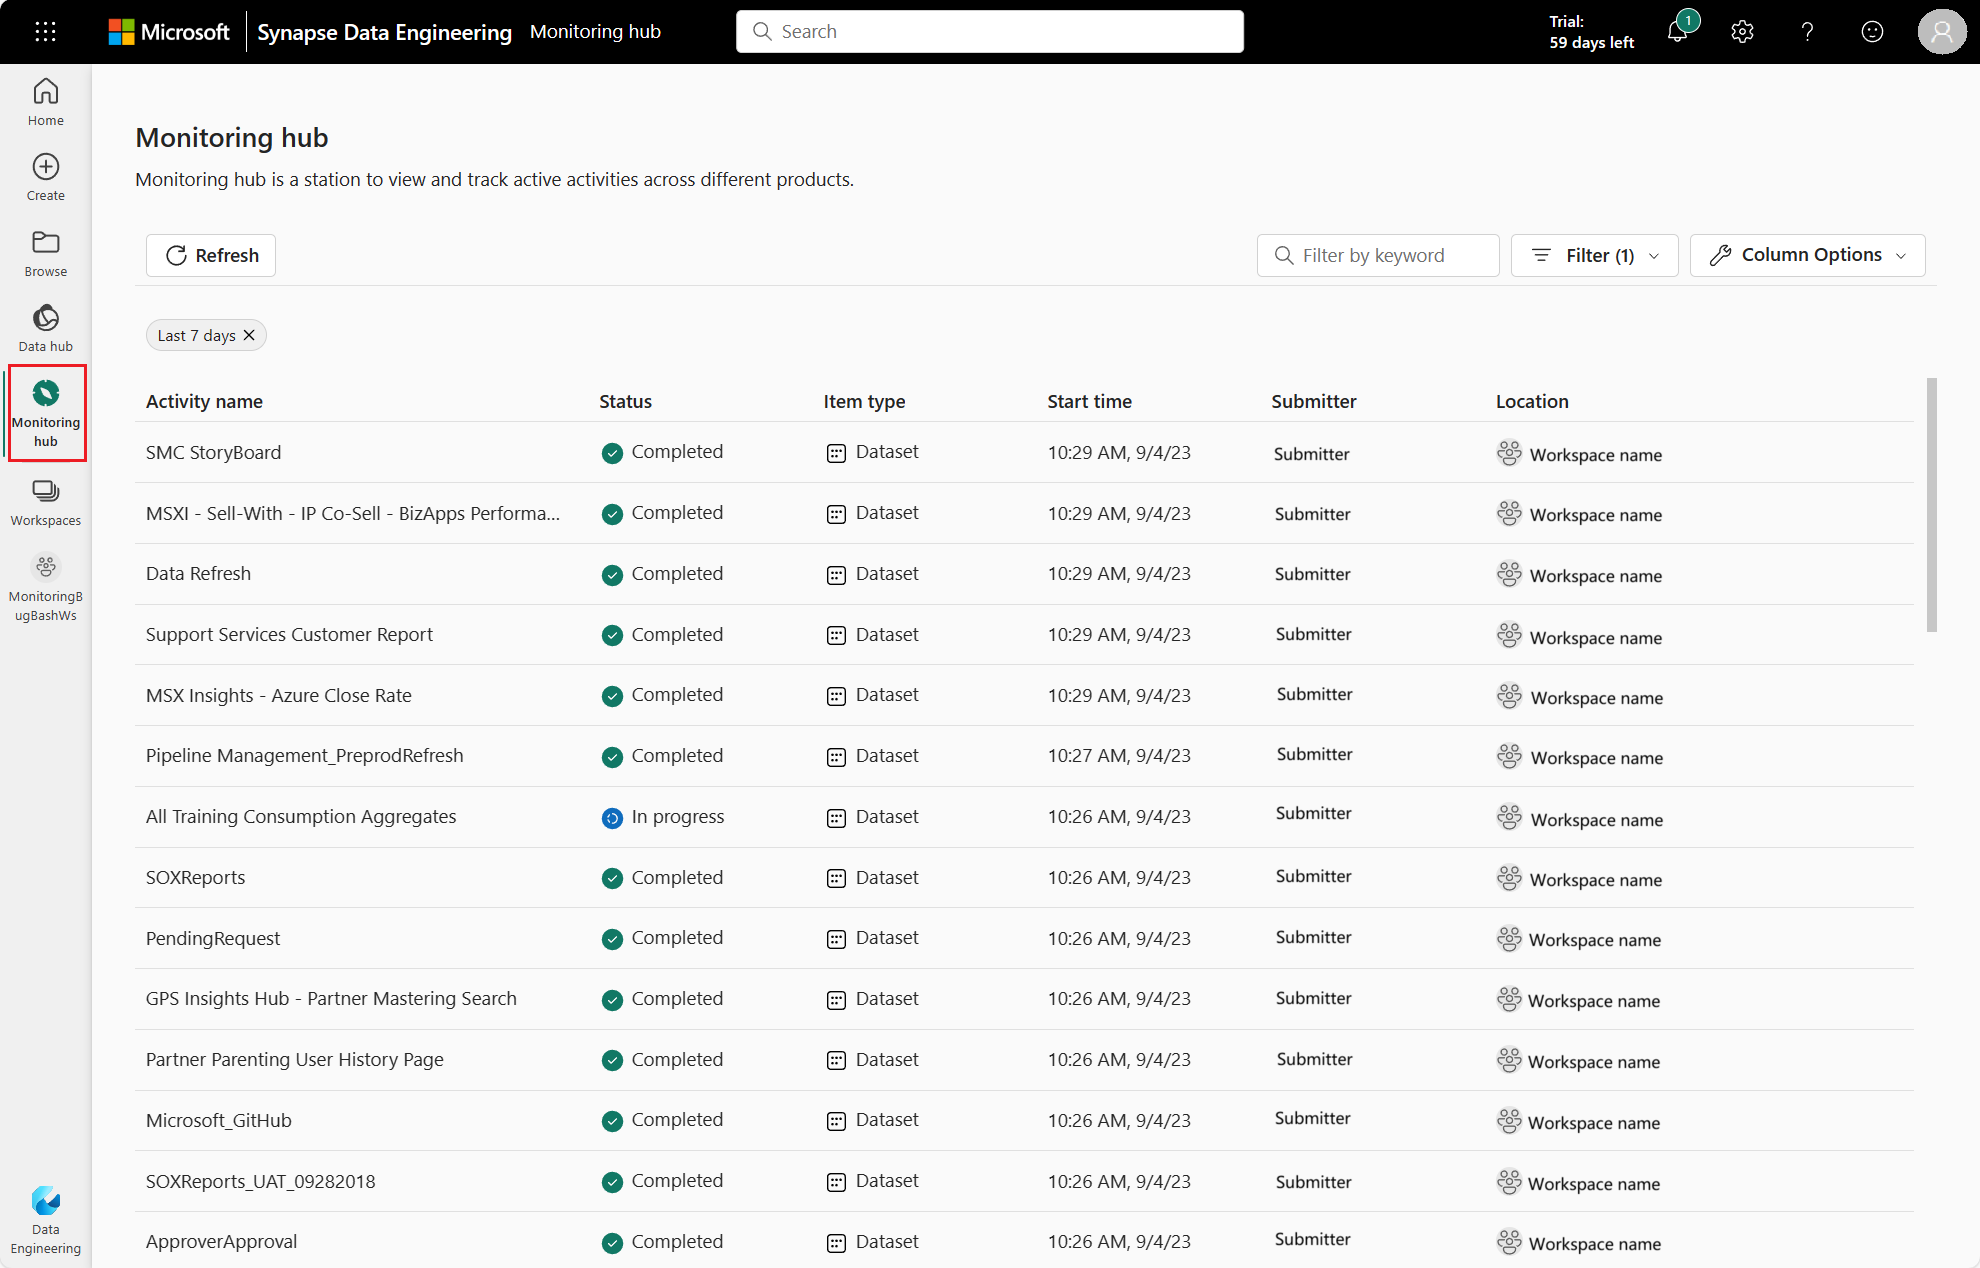 Microsoft Synapse Data Engineering Monitoring hub
Search
Trial:
59 days left
1
Home
Create
Browse
Data hub
Monitoring
hub
Workspaces
MonitoringB
ugBashWs
Data
Engineering
Monitoring hub
Monitoring hub is a station to view and track active activities across different products.
Refresh
Filter by keyword
Filter (1)
Column Options
Last 7 days
Activity name Status Item type Start time Submitter Location
SMC StoryBoard Completed Dataset 10:29 AM, 9/4/23 Submitter Workspace name
MSXI - Sell-With - IP Co-Sell - BizApps Performa... Completed Dataset 10:29 AM, 9/4/23 Submitter Workspace name
Data Refresh Completed Dataset 10:29 AM, 9/4/23 Submitter Workspace name
Support Services Customer Report Completed Dataset 10:29 AM, 9/4/23 Submitter Workspace name
MSX Insights - Azure Close Rate Completed Dataset 10:29 AM, 9/4/23 Submitter Workspace name
Pipeline Management_PreprodRefresh Completed Dataset 10:27 AM, 9/4/23 Submitter Workspace name
All Training Consumption Aggregates In progress Dataset 10:26 AM, 9/4/23 Submitter Workspace name
SOXReports Completed Dataset 10:26 AM, 9/4/23 Submitter Workspace name
PendingRequest Completed Dataset 10:26 AM, 9/4/23 Submitter Workspace name
GPS Insights Hub - Partner Mastering Search Completed Dataset 10:26 AM, 9/4/23 Submitter Workspace name
Partner Parenting User History Page Completed Dataset 10:26 AM, 9/4/23 Submitter Workspace name
Microsoft_GitHub Completed Dataset 10:26 AM, 9/4/23 Submitter Workspace name
SOXReports_UAT_09282018 Completed Dataset 10:26 AM, 9/4/23 Submitter Workspace name
ApproverApproval Completed Dataset 10:26 AM, 9/4/23 Submitter Workspace name